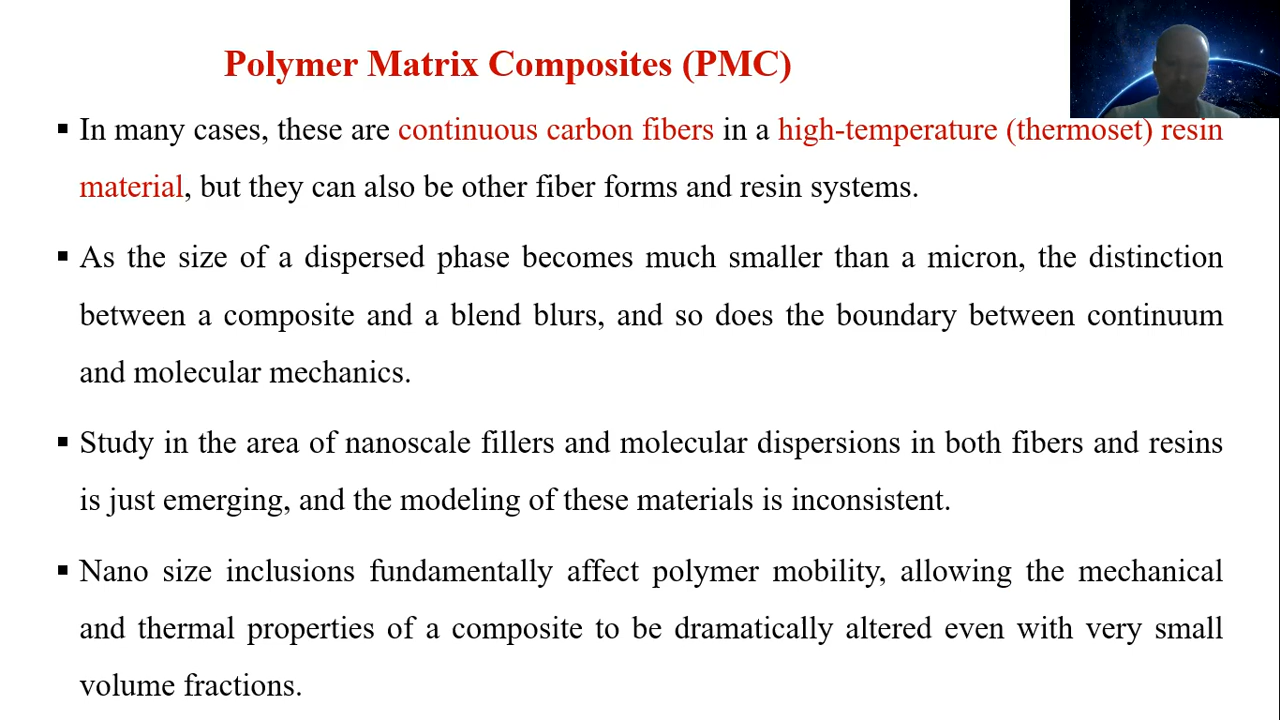 Polymer Matrix Composites (PMC)
▪ In many cases, these are continuous carbon fibers in a high-temperature (thermoset) resin
material, but they can also be other fiber forms and resin systems.
▪ As the size of a dispersed phase becomes much smaller than a micron, the distinction
between a composite and a blend blurs, and so does the boundary between continuum
and molecular mechanics.
▪ Study in the area of nanoscale fillers and molecular dispersions in both fibers and resins
is just emerging, and the modeling of these materials is inconsistent.
▪ Nano size inclusions fundamentally affect polymer mobility, allowing the mechanical
and thermal properties of a composite to be dramatically altered even with very small
volume fractions.